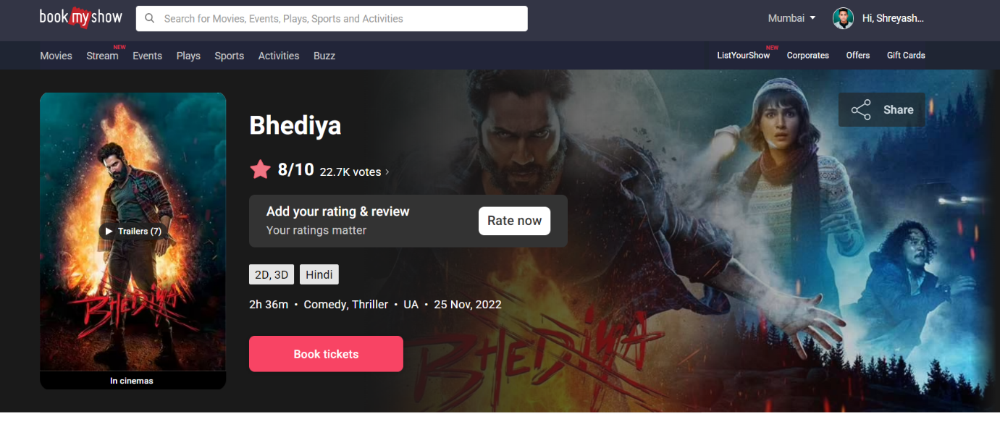 book my show
Search for Movies, Events, Plays, Sports and Activities
Mumbai
Hi, Shreyash...
Movies
Stream
NEW
Events
Plays
Sports
Activities
Buzz
ListYourShow
NEW
Corporates
Offers
Gift Cards
Share
Trailers (7)
BHEDIYA
In cinemas
Bhediya
8/10 22.7K votes
Add your rating & review
Your ratings matter
Rate now
2D, 3D
Hindi
2h 36m • Comedy, Thriller • UA • 25 Nov, 2022
Book tickets
BHEDIYA